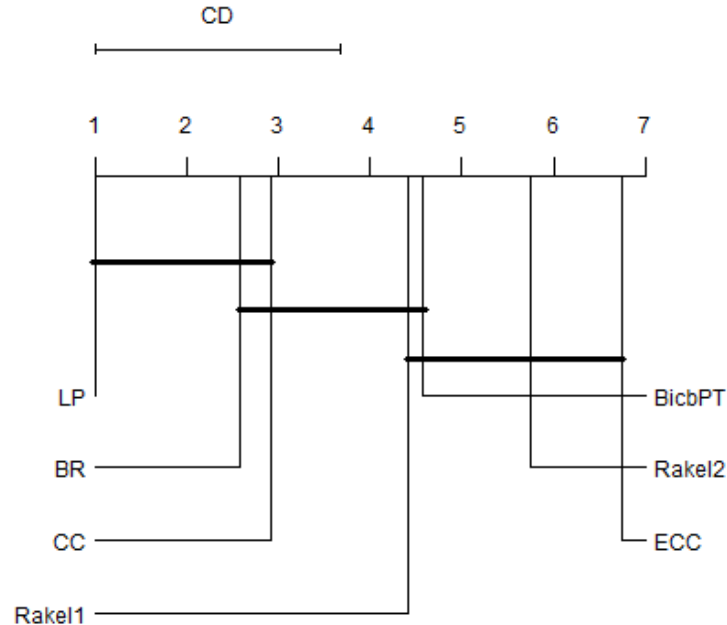 CD
1 2 3 4 5 6 7
LP BicbPT
BR Rakel2
CC ECC
Rakel1